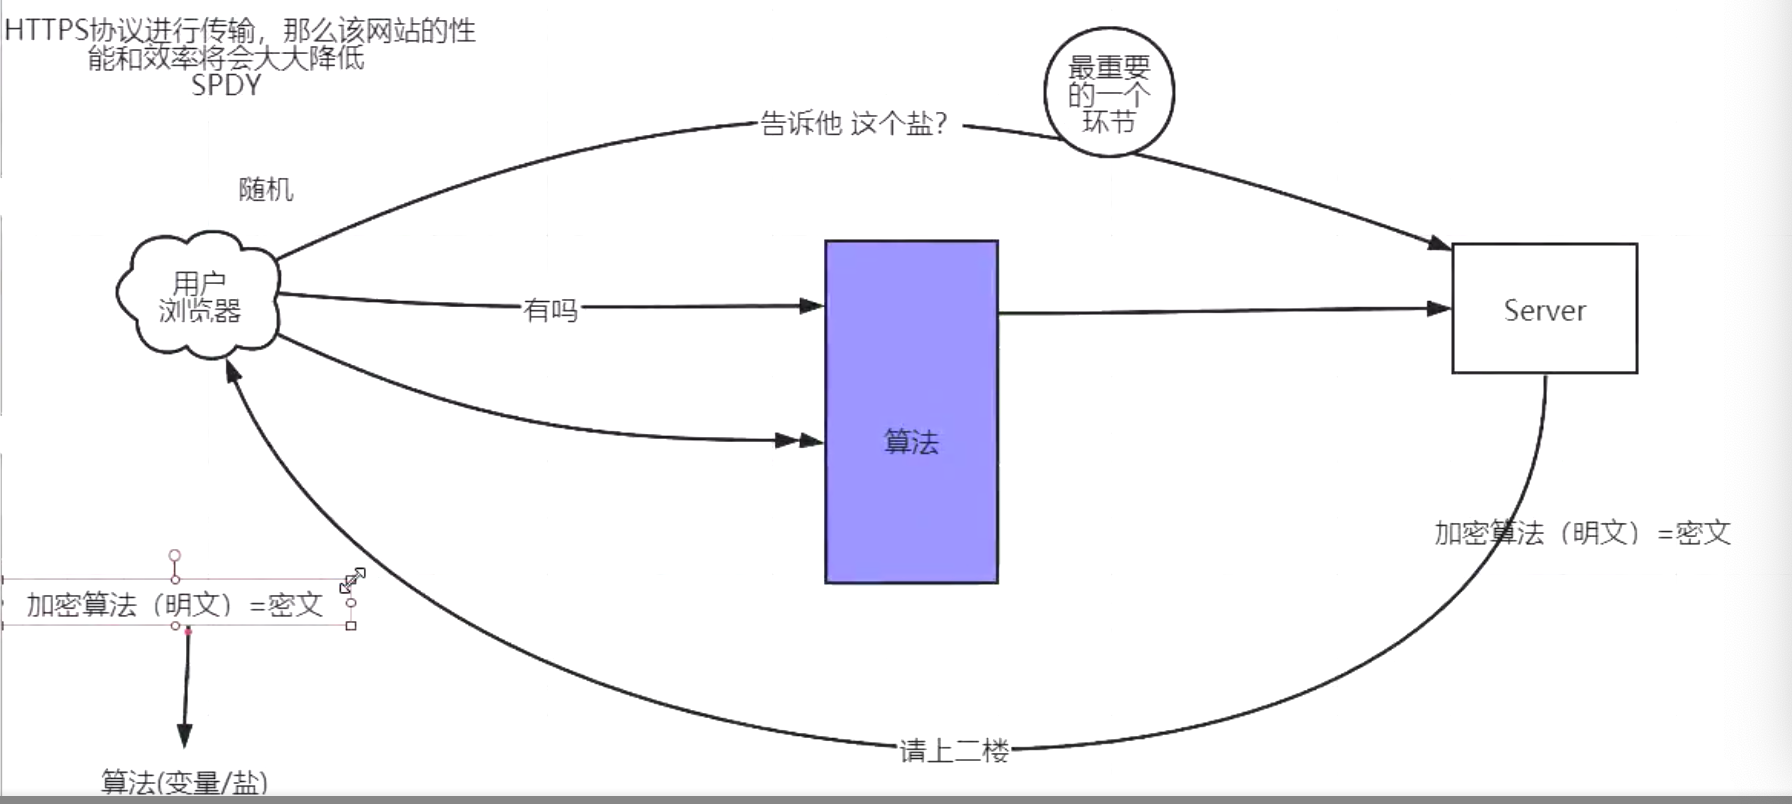 HTTPS协议进行传输，那么该网站的性
能和效率将会大大降低
SPDY
最重要
的一个
环节
告诉他 这个盐？
随机
用户
浏览器
有吗
Server
算法
加密算法（明文）=密文
加密算法（明文）=密文
请上二楼
算法(变量/盐)